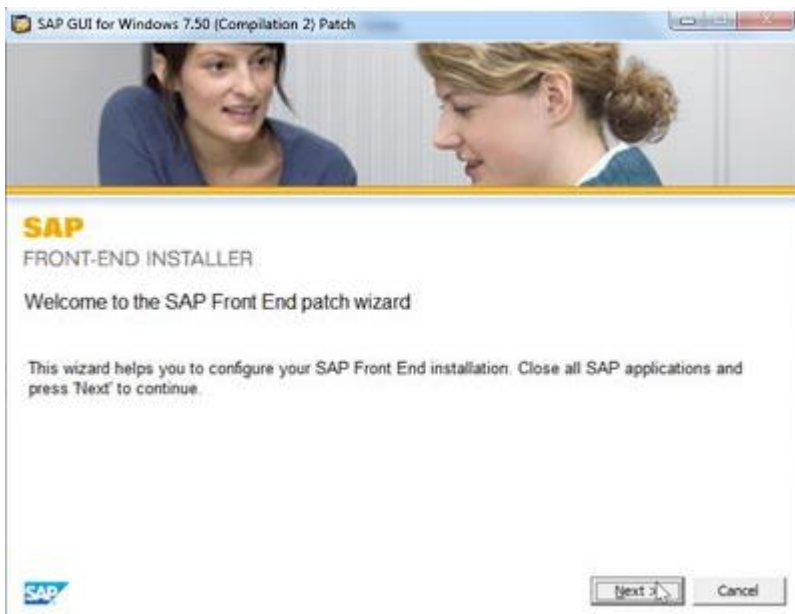 SAP GUI for Windows 7.50 (Compilation 2) Patch
SAP
FRONT-END INSTALLER
Welcome to the SAP Front End patch wizard
This wizard helps you to configure your SAP Front End installation. Close all SAP applications and
press 'Next' to continue.
SAP
Next >
Cancel